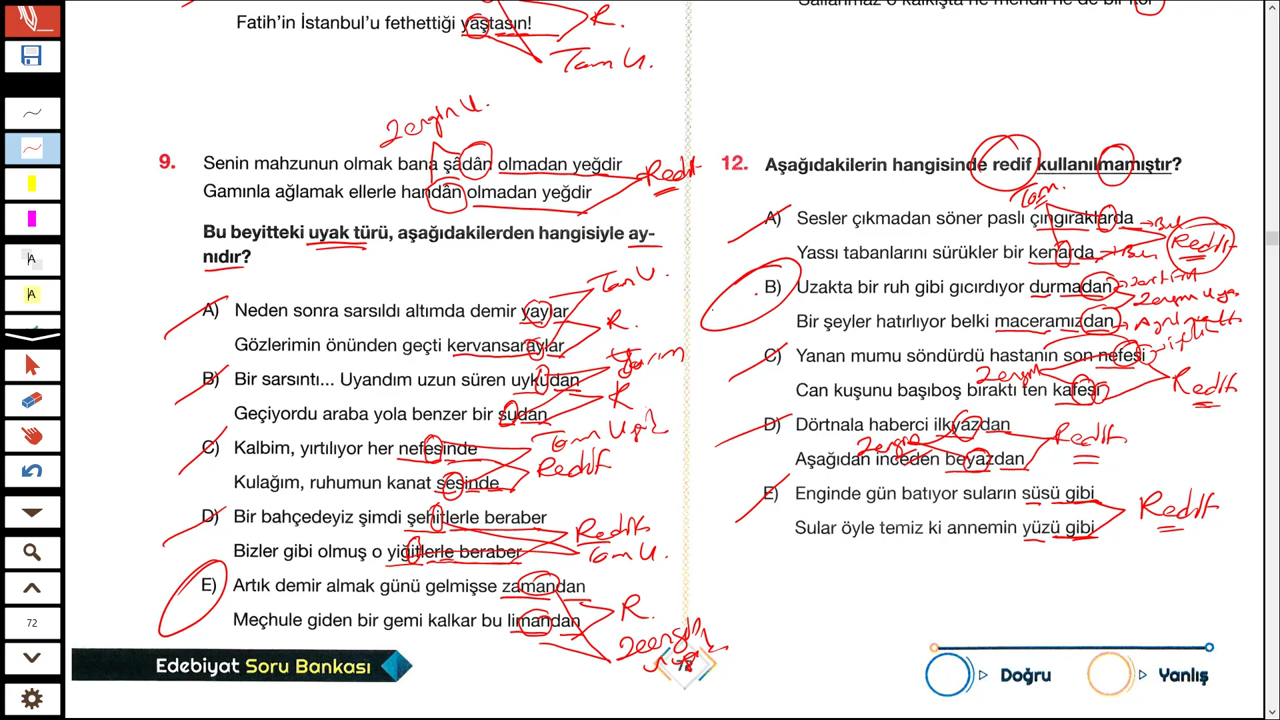 Fatih'in İstanbul'u fethettiği yaştasın!
R.
Tam U.
Zengin U.
9.
Senin mahzunun olmak bana şâdân olmadan yeğdir
Gamınla ağlamak ellerle handân olmadan yeğdir
Redif
Bu beyitteki uyak türü, aşağıdakilerden hangisiyle ay-
nıdır?
A) Neden sonra sarsıldı altımda demir yaylar
Gözlerimin önünden geçti kervansaraylar
Tam U.
R.
B) Bir sarsıntı... Uyandım uzun süren uykudan
Geçiyordu araba yola benzer bir sudan
Yarım
R
C) Kalbim, yırtılıyor her nefesinde
Kulağım, ruhumun kanat sesinde
Tam
Redif
D) Bir bahçedeyiz şimdi şehitlerle beraber
Bizler gibi olmuş o yiğitlerle beraber
Redif
Tam U.
E) Artık demir almak günü gelmişse zamandan
Meçhule giden bir gemi kalkar bu limandan
R.
Edebiyat Soru Bankası
12.
Aşağıdakilerin hangisinde redif kullanılmamıştır?
Tam.
A) Sesler çıkmadan söner paslı çıngıraklarda
Yassı tabanlarını sürükler bir kenarda
Redif
B) Uzakta bir ruh gibi gıcırdıyor durmadan
Bir şeyler hatırlıyor belki maceramızdan
C) Yanan mumu söndürdü hastanın son nefesi
Can kuşunu başıboş bıraktı ten kafesi
Zengin
Redif
D) Dörtnala haberci ilkyazdan
Aşağıdan inceden beyazdan
Zengin
Redif
E) Enginde gün batıyor suların süsü gibi
Sular öyle temiz ki annemin yüzü gibi
Redif
Doğru
Yanlış
72